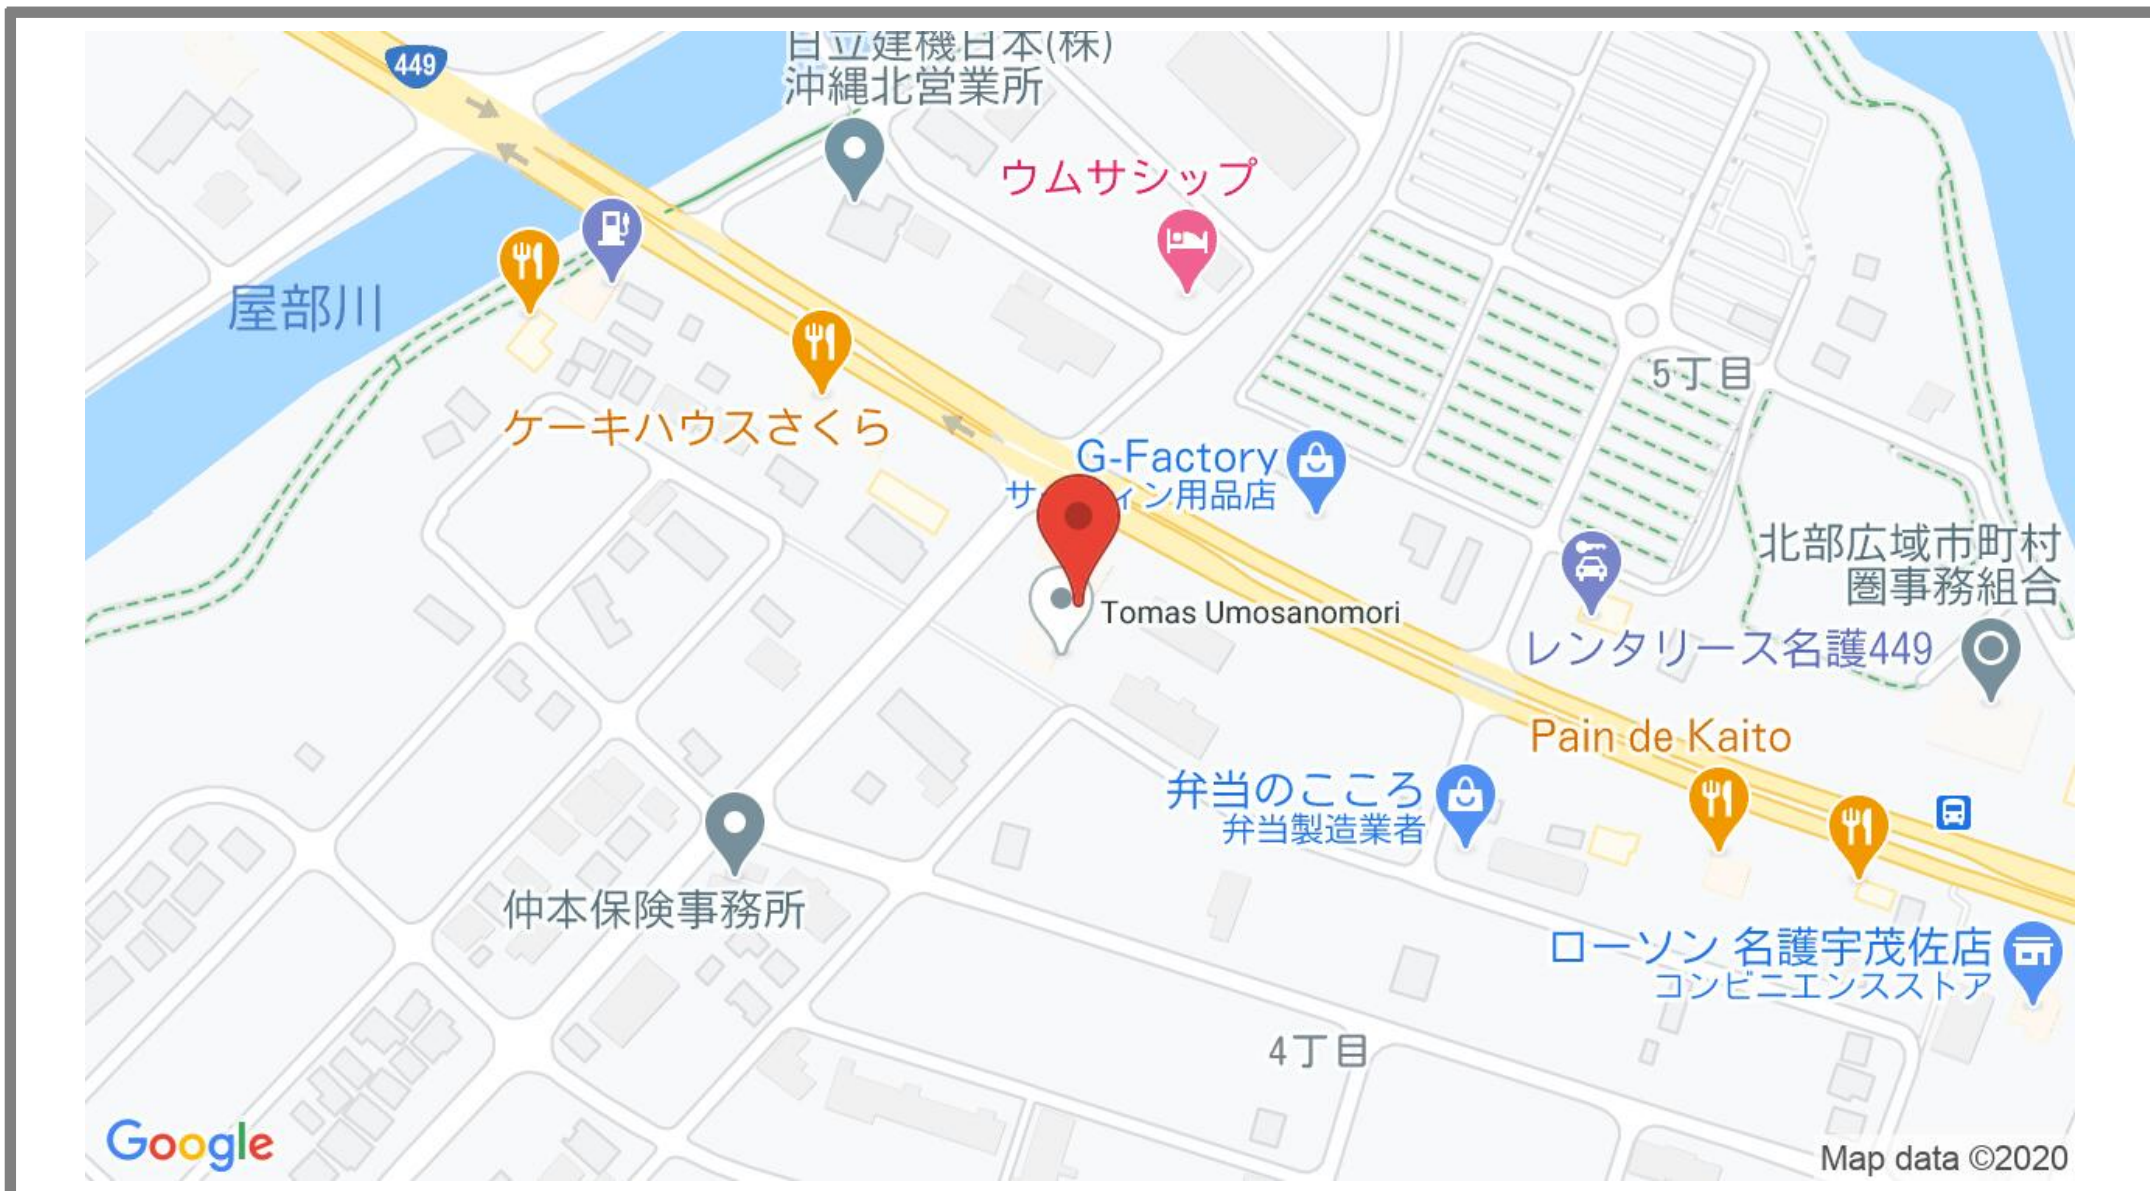 449
日立建機日本(株)
沖縄北営業所
ウムサシップ
屋部川
5丁目
ケーキハウスさくら
G-Factory
用品店
北部広域市町村
圏事務組合
Tomas Umosanomori
レンタリース名護449
Pain de Kaito
弁当のこころ
弁当製造業者
仲本保険事務所
ローソン 名護宇茂佐店
コンビニエンスストア
4丁目
Google
Map data ©2020